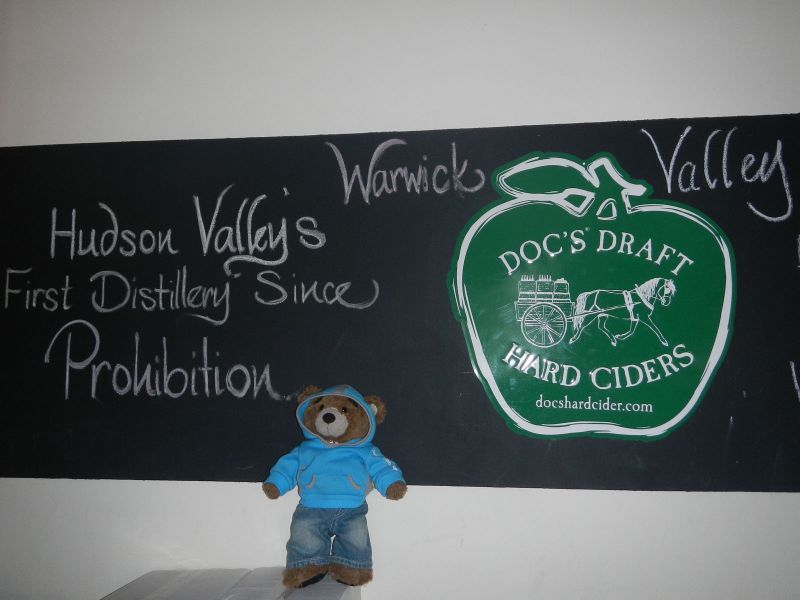 Warwick Valley
Hudson Valley's
First Distillery Since
Prohibition
DOC'S DRAFT
HARD CIDERS
docshardcider.com